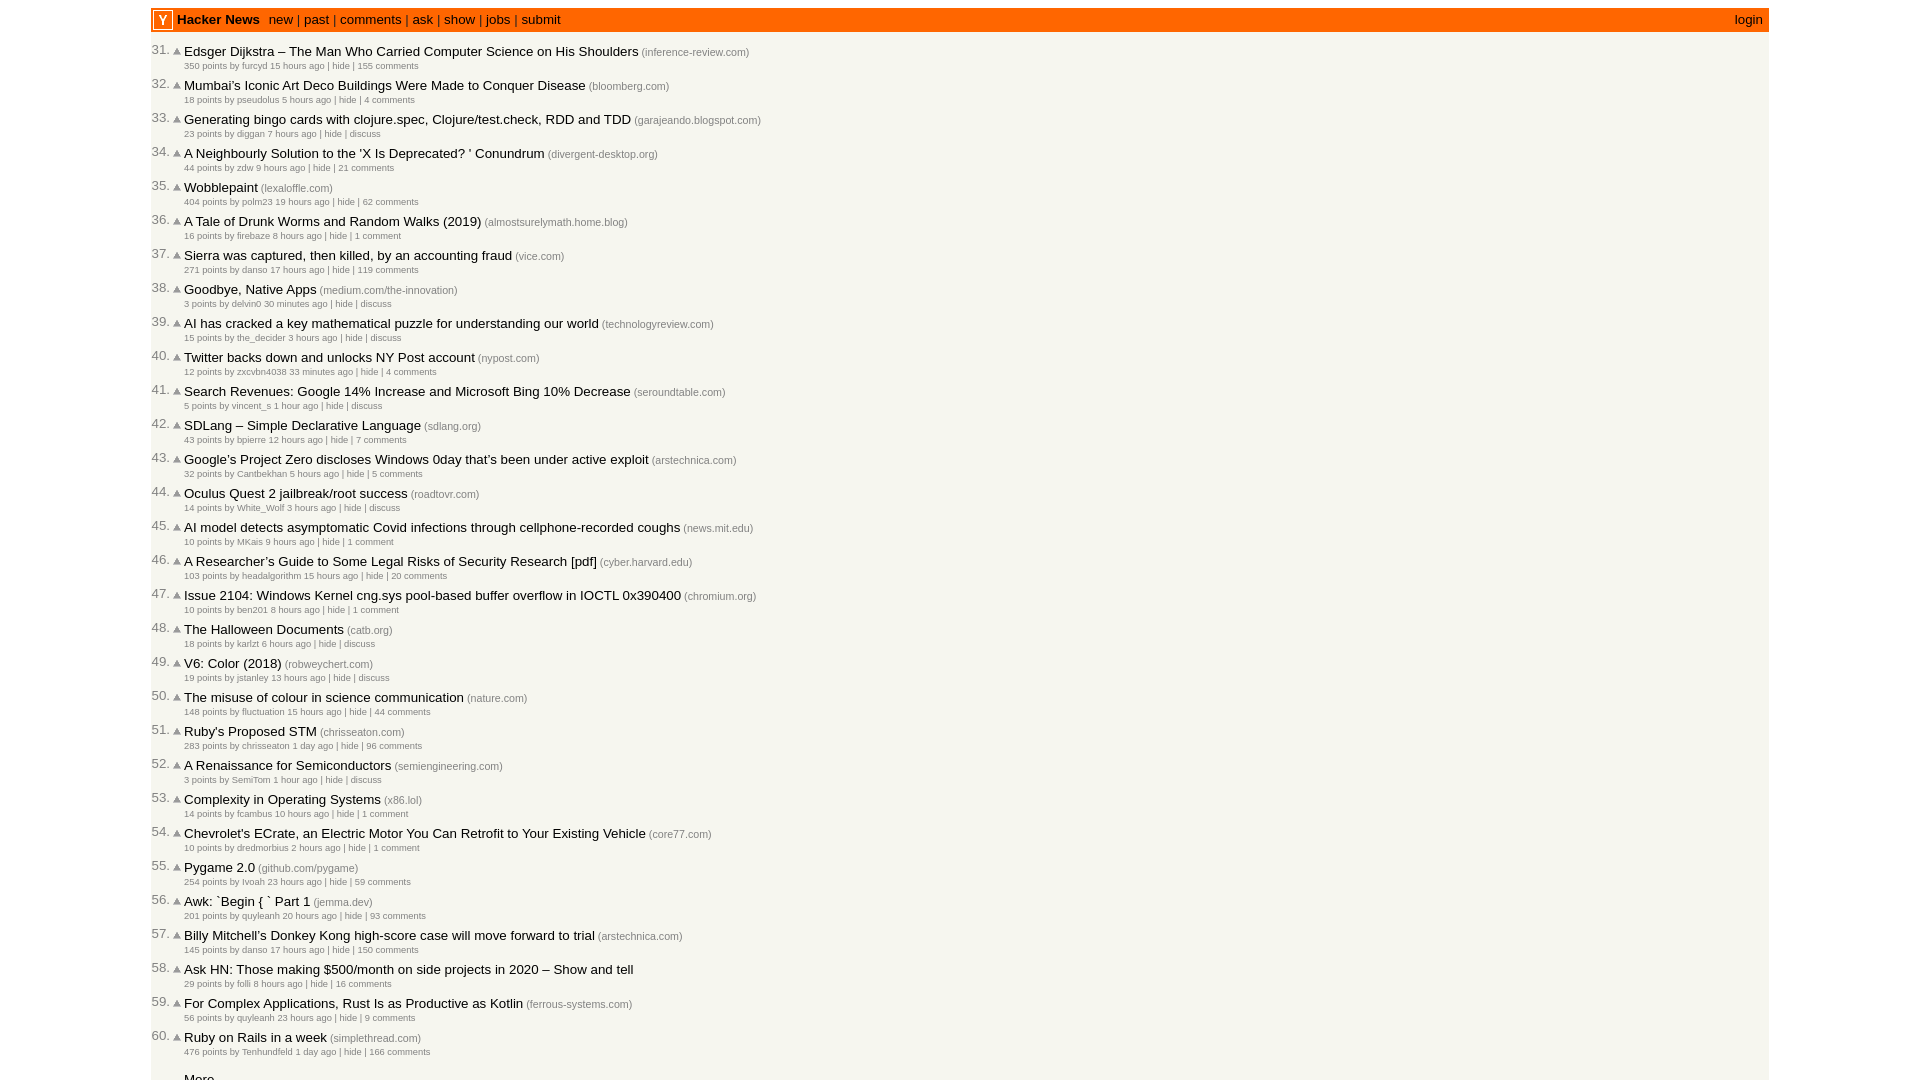 Y Hacker News new | past | comments | ask | show | jobs | submit login
31. Edsger Dijkstra – The Man Who Carried Computer Science on His Shoulders (inference-review.com)
350 points by furcyd 15 hours ago | hide | 155 comments
32. Mumbai’s Iconic Art Deco Buildings Were Made to Conquer Disease (bloomberg.com)
18 points by pseudolus 5 hours ago | hide | 4 comments
33. Generating bingo cards with clojure.spec, Clojure/test.check, RDD and TDD (garajeando.blogspot.com)
23 points by diggan 7 hours ago | hide | discuss
34. A Neighbourly Solution to the 'X Is Deprecated? ' Conundrum (divergent-desktop.org)
44 points by zdw 9 hours ago | hide | 21 comments
35. Wobblepaint (lexaloffle.com)
404 points by polm23 19 hours ago | hide | 62 comments
36. A Tale of Drunk Worms and Random Walks (2019) (almostsurelymath.home.blog)
16 points by firebaze 8 hours ago | hide | 1 comment
37. Sierra was captured, then killed, by an accounting fraud (vice.com)
271 points by danso 17 hours ago | hide | 119 comments
38. Goodbye, Native Apps (medium.com/the-innovation)
3 points by delvin0 30 minutes ago | hide | discuss
39. AI has cracked a key mathematical puzzle for understanding our world (technologyreview.com)
15 points by the_decider 3 hours ago | hide | discuss
40. Twitter backs down and unlocks NY Post account (nypost.com)
12 points by zxcvbn4038 33 minutes ago | hide | 4 comments
41. Search Revenues: Google 14% Increase and Microsoft Bing 10% Decrease (seroundtable.com)
5 points by vincent_s 1 hour ago | hide | discuss
42. SDLang – Simple Declarative Language (sdlang.org)
43 points by bpierre 12 hours ago | hide | 7 comments
43. Google’s Project Zero discloses Windows 0day that’s been under active exploit (arstechnica.com)
32 points by Cantbekhan 5 hours ago | hide | 5 comments
44. Oculus Quest 2 jailbreak/root success (roadtovr.com)
14 points by White_Wolf 3 hours ago | hide | discuss
45. AI model detects asymptomatic Covid infections through cellphone-recorded coughs (news.mit.edu)
10 points by MKais 9 hours ago | hide | 1 comment
46. A Researcher’s Guide to Some Legal Risks of Security Research [pdf] (cyber.harvard.edu)
103 points by headalgorithm 15 hours ago | hide | 20 comments
47. Issue 2104: Windows Kernel cng.sys pool-based buffer overflow in IOCTL 0x390400 (chromium.org)
10 points by ben201 8 hours ago | hide | 1 comment
48. The Halloween Documents (catb.org)
18 points by karlzt 6 hours ago | hide | discuss
49. V6: Color (2018) (robweychert.com)
19 points by jstanley 13 hours ago | hide | discuss
50. The misuse of colour in science communication (nature.com)
148 points by fluctuation 15 hours ago | hide | 44 comments
51. Ruby's Proposed STM (chrisseaton.com)
283 points by chrisseaton 1 day ago | hide | 96 comments
52. A Renaissance for Semiconductors (semiengineering.com)
3 points by SemiTom 1 hour ago | hide | discuss
53. Complexity in Operating Systems (x86.lol)
14 points by fcambus 10 hours ago | hide | 1 comment
54. Chevrolet's ECrate, an Electric Motor You Can Retrofit to Your Existing Vehicle (core77.com)
10 points by dredmorbius 2 hours ago | hide | 1 comment
55. Pygame 2.0 (github.com/pygame)
254 points by Ivoah 23 hours ago | hide | 59 comments
56. Awk: `Begin { ` Part 1 (jemma.dev)
201 points by quyleanh 20 hours ago | hide | 93 comments
57. Billy Mitchell’s Donkey Kong high-score case will move forward to trial (arstechnica.com)
145 points by danso 17 hours ago | hide | 150 comments
58. Ask HN: Those making $500/month on side projects in 2020 – Show and tell
29 points by folli 8 hours ago | hide | 16 comments
59. For Complex Applications, Rust Is as Productive as Kotlin (ferrous-systems.com)
56 points by quyleanh 23 hours ago | hide | 9 comments
60. Ruby on Rails in a week (simplethread.com)
476 points by Tenhundfeld 1 day ago | hide | 166 comments
More